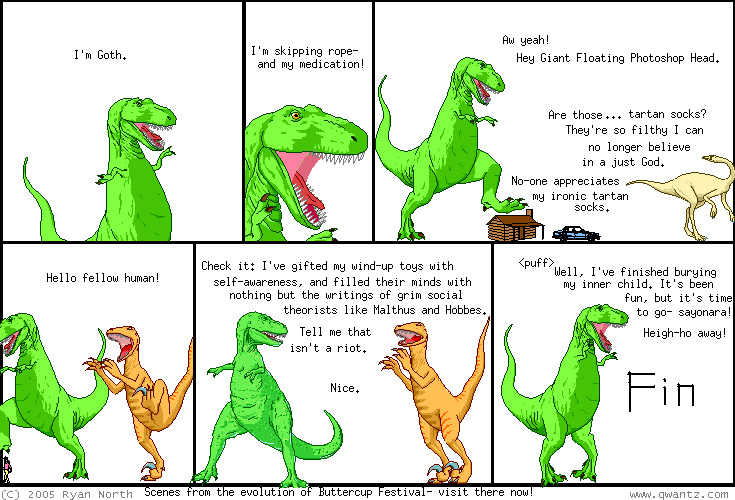 I'm Goth.
I'm skipping rope-
and my medication!
Aw yeah!
Hey Giant Floating Photoshop Head.
Are those... tartan socks?
They're so filthy I can
no longer believe
in a just God.
No-one appreciates
my ironic tartan
socks.
Hello fellow human!
Check it: I've gifted my wind-up toys with
self-awareness, and filled their minds with
nothing but the writings of grim social
theorists like Malthus and Hobbes.
Tell me that
isn't a riot.
Nice.
<puff>
Well, I've finished burying
my inner child. It's been
fun, but it's time
to go- sayonara!
Heigh-ho away!
Fin
(C) 2005 Ryan North
Scenes from the evolution of Buttercup Festival- visit there now!
www.qwantz.com